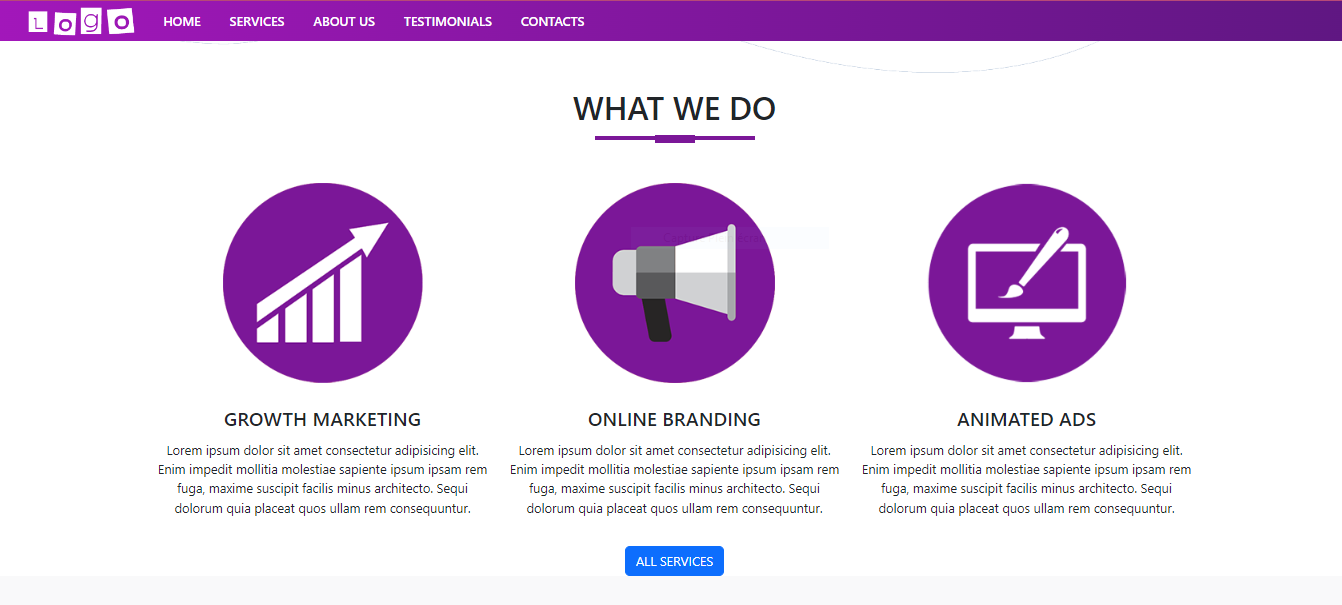 Logo HOME SERVICES ABOUT US TESTIMONIALS CONTACTS
WHAT WE DO
GROWTH MARKETING
Lorem ipsum dolor sit amet consectetur adipisicing elit.
Enim impedit mollitia molestiae sapiente ipsum ipsam rem
fuga, maxime suscipit facilis minus architecto. Sequi
dolorum quia placeat quos ullam rem consequuntur.
ONLINE BRANDING
Lorem ipsum dolor sit amet consectetur adipisicing elit.
Enim impedit mollitia molestiae sapiente ipsum ipsam rem
fuga, maxime suscipit facilis minus architecto. Sequi
dolorum quia placeat quos ullam rem consequuntur.
ANIMATED ADS
Lorem ipsum dolor sit amet consectetur adipisicing elit.
Enim impedit mollitia molestiae sapiente ipsum ipsam rem
fuga, maxime suscipit facilis minus architecto. Sequi
dolorum quia placeat quos ullam rem consequuntur.
ALL SERVICES